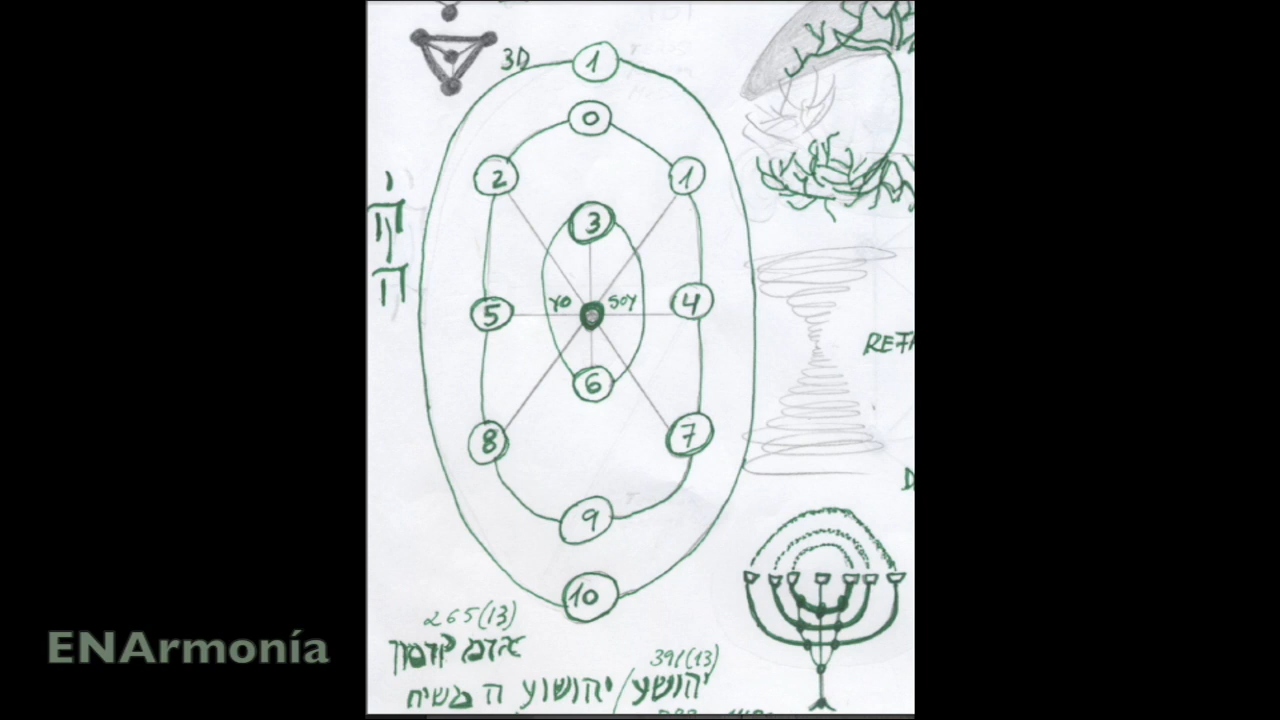 3D
1
0
2 1
3
5 YO SOY 4
6
8 7
9
10
י
ה
ו
ה
265(13)
אדם קדמון
391(13)
יהושע / יהושוע המשיח
ENArmonía